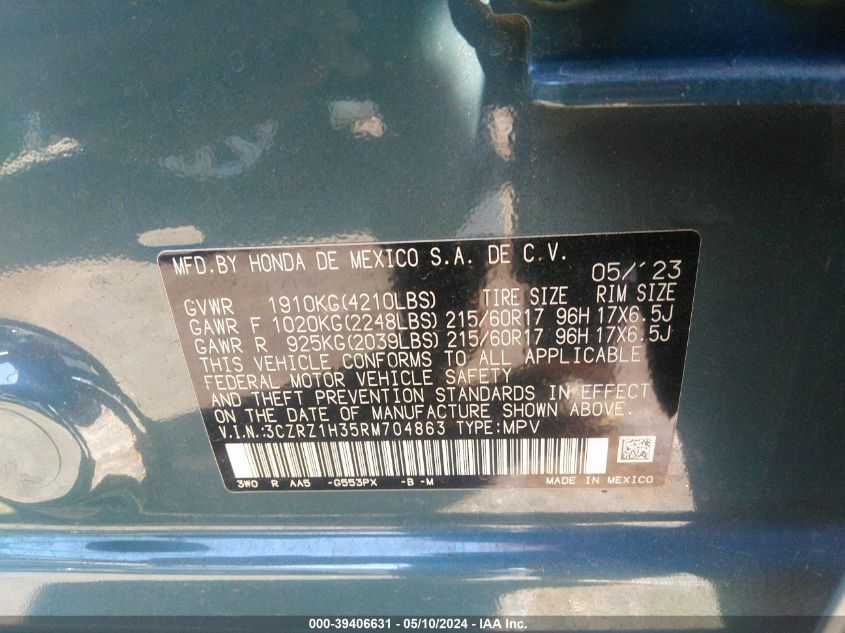 MFD.BY HONDA DE MEXICO S.A. DE C.V. 05/'23
GVWR 1910KG(4210LBS) TIRE SIZE RIM SIZE
GAWR F 1020KG(2248LBS) 215/60R17 96H 17X6.5J
GAWR R 925KG(2039LBS) 215/60R17 96H 17X6.5J
THIS VEHICLE CONFORMS TO ALL APPLICABLE
FEDERAL MOTOR VEHICLE SAFETY
AND THEFT PREVENTION STANDARDS IN EFFECT
ON THE DATE OF MANUFACTURE SHOWN ABOVE.
V.I.N.:3CZRZ1H35RM704863 TYPE:MPV
3WO R AA5 -G553PX -B -M MADE IN MEXICO
000-39406631 - 05/10/2024 - IAA Inc.